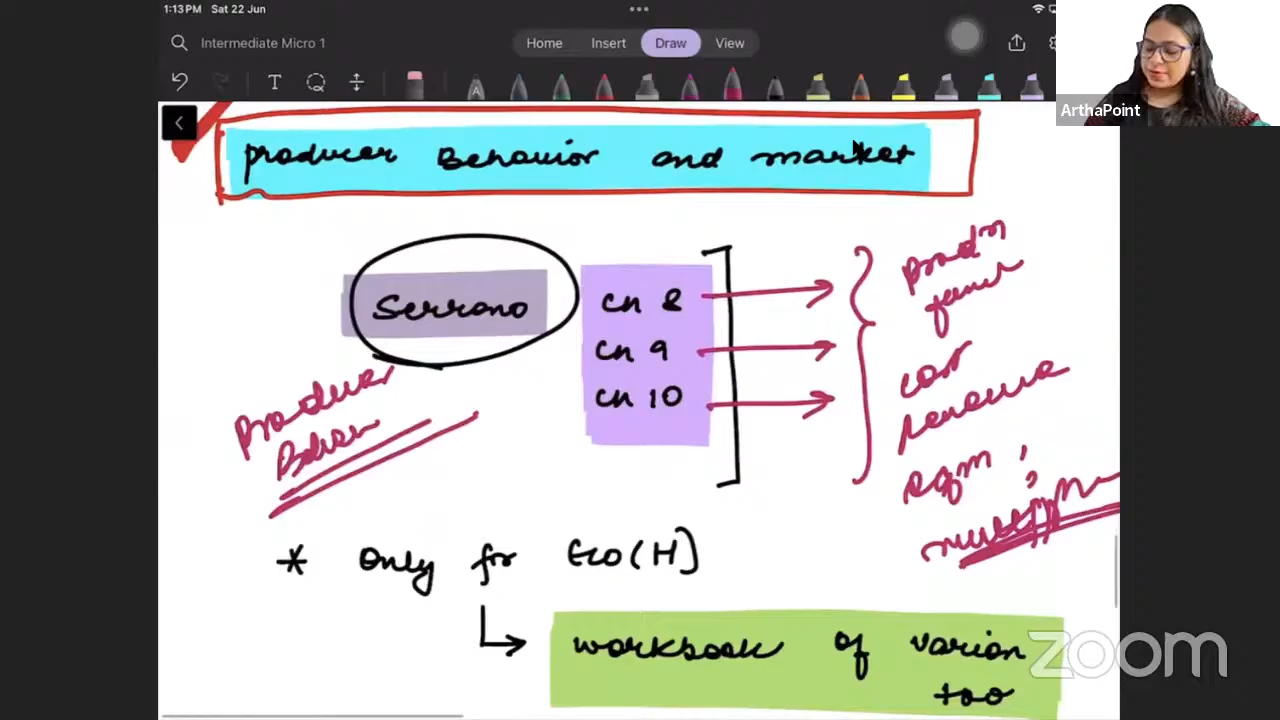 1:13 PM Sat 22 Jun
Intermediate Micro 1
Home Insert Draw View
ArthaPoint
Producer Behavior and market
Serrano
Ch 8
Ch 9
Ch 10
Prodn
func
cost
revenue
eqm,
Producer
* Only for Eco(H)
workbook of varian
too
zoom